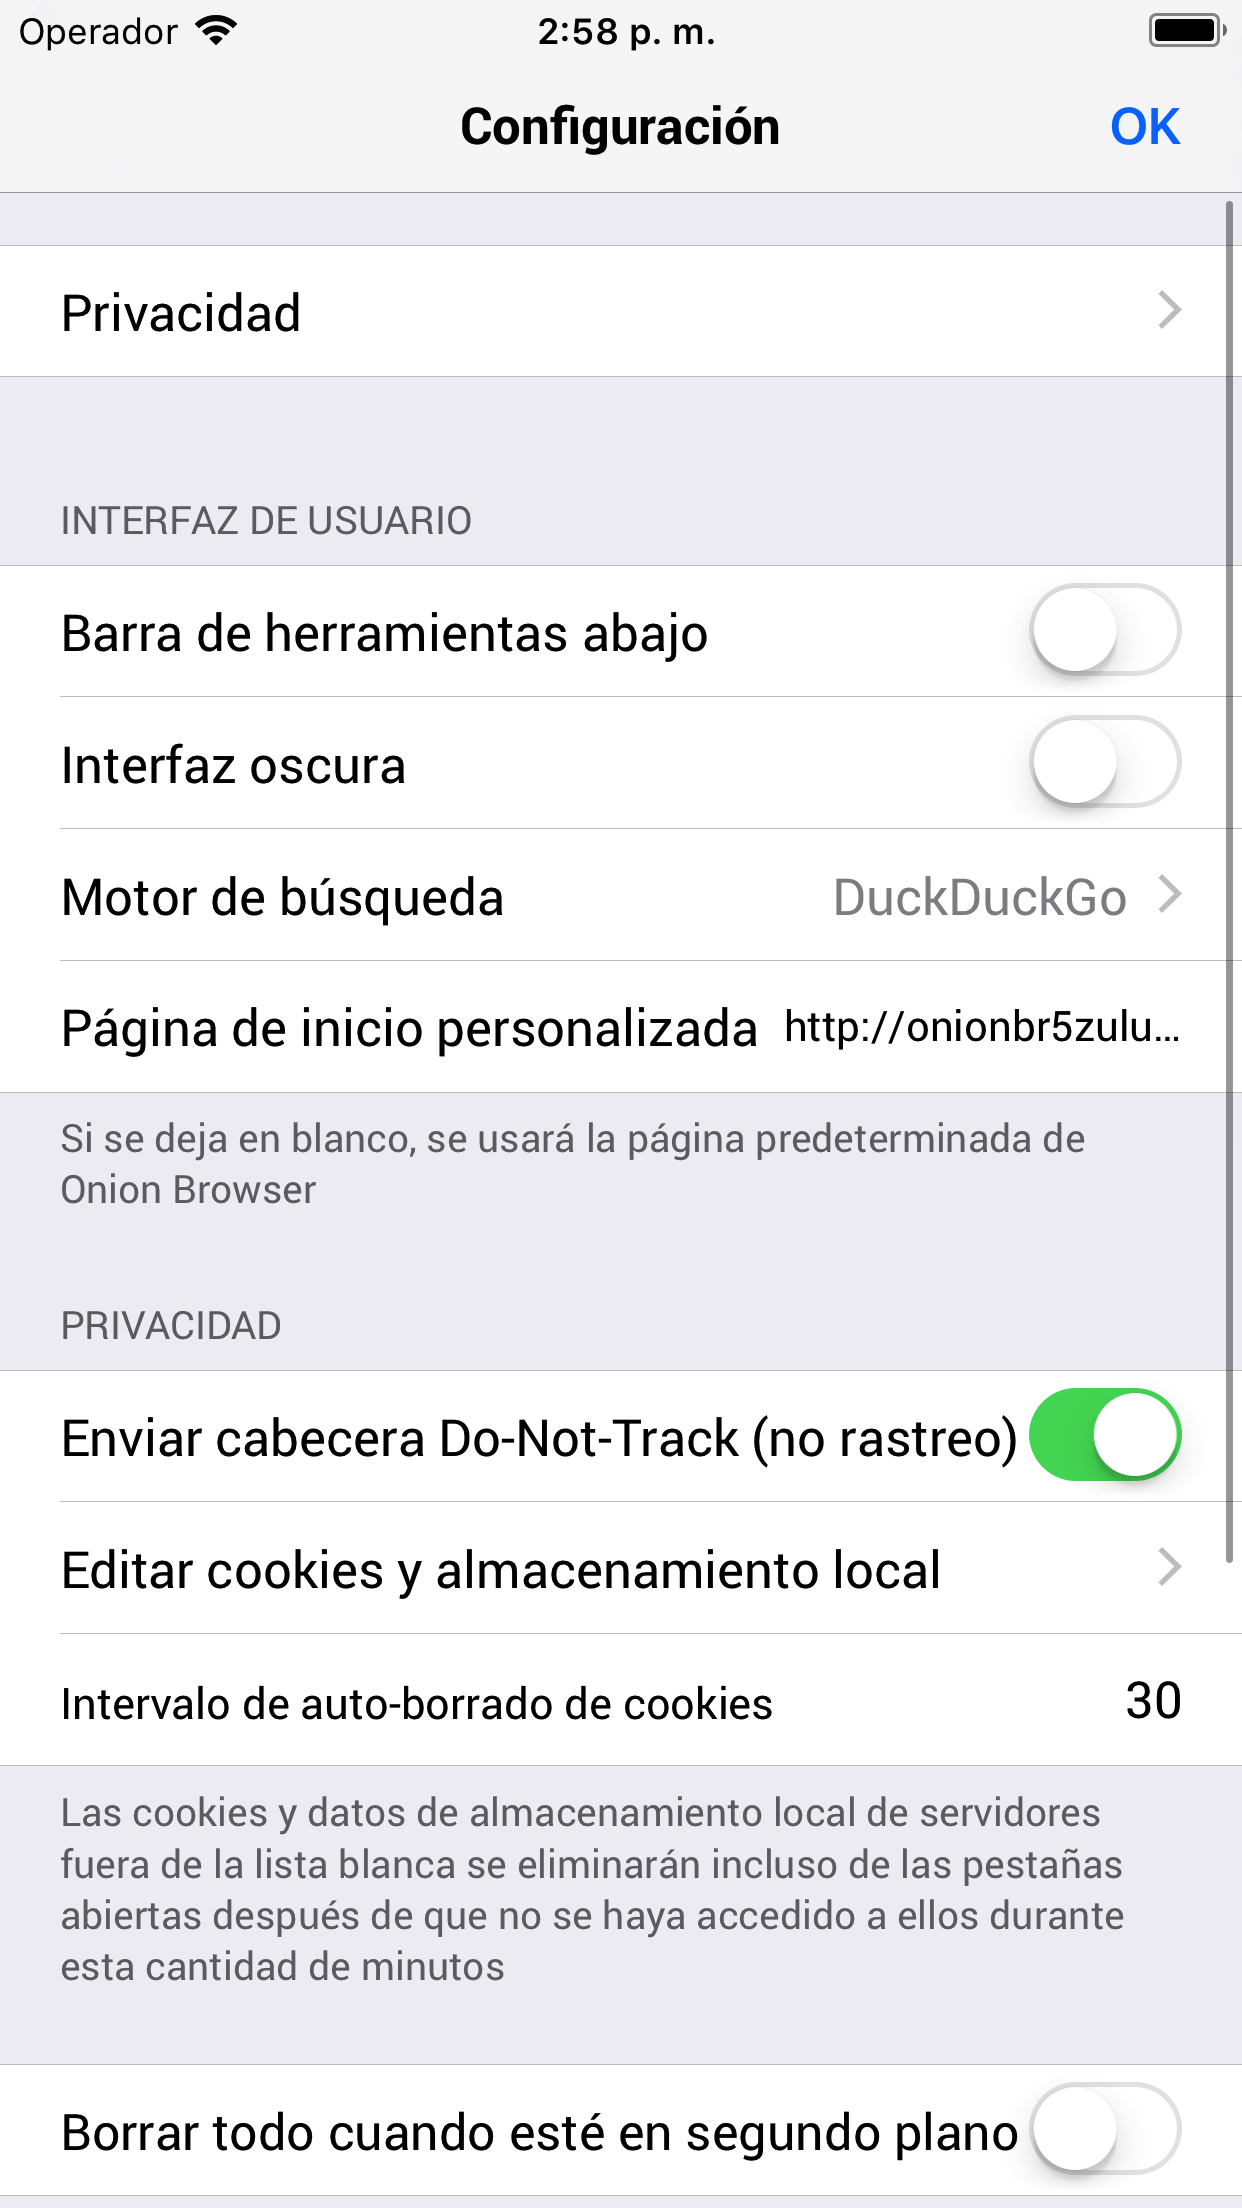 Operador
2:58 p. m.
Configuración
OK
Privacidad
INTERFAZ DE USUARIO
Barra de herramientas abajo
Interfaz oscura
Motor de búsqueda DuckDuckGo
Página de inicio personalizada http://onionbr5zulu…
Si se deja en blanco, se usará la página predeterminada de
Onion Browser
PRIVACIDAD
Enviar cabecera Do-Not-Track (no rastreo)
Editar cookies y almacenamiento local
Intervalo de auto-borrado de cookies 30
Las cookies y datos de almacenamiento local de servidores
fuera de la lista blanca se eliminarán incluso de las pestañas
abiertas después de que no se haya accedido a ellos durante
esta cantidad de minutos
Borrar todo cuando esté en segundo plano